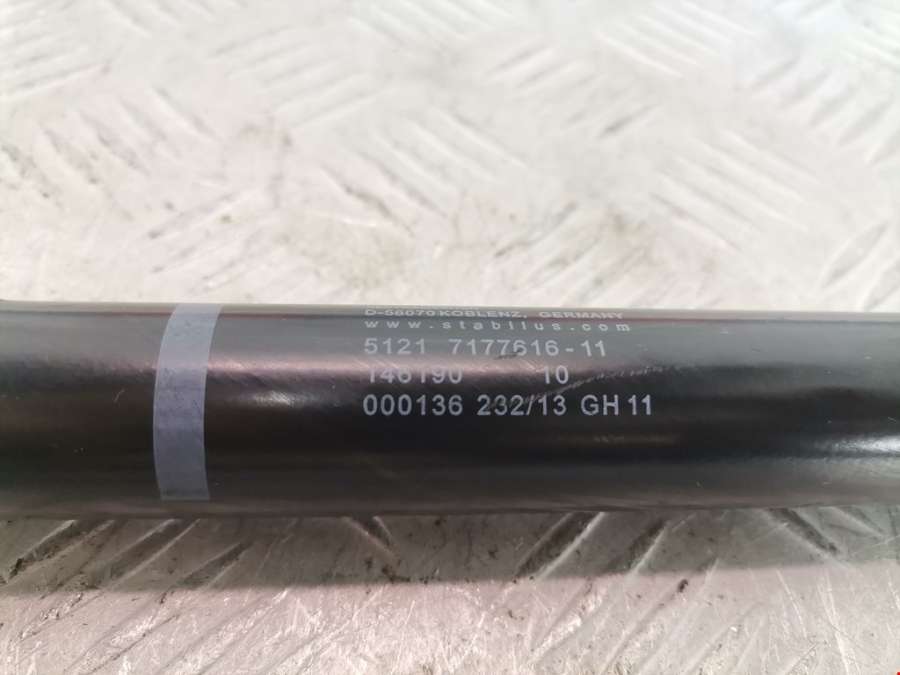 D-56070 KOBLENZ, GERMANY
www.stabilus.com
5121 7177616-11
146190 10
000136 232/13 GH11